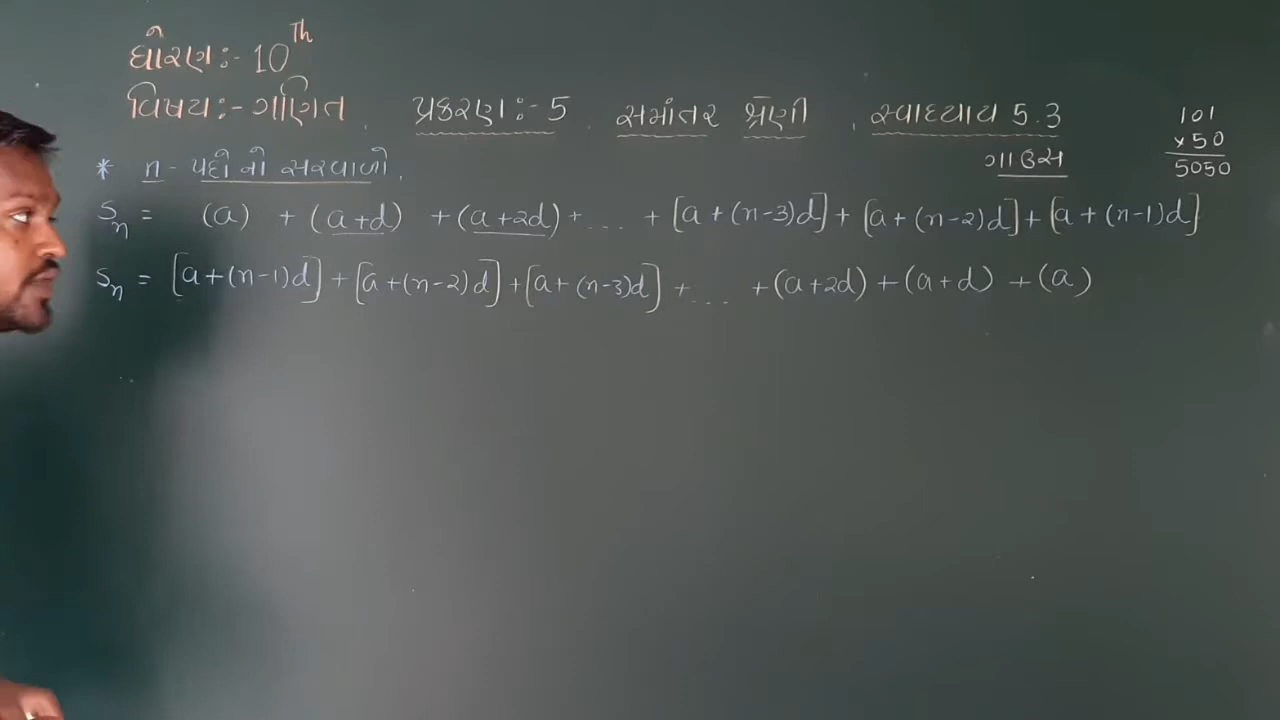 ધોરણ:- 10th
વિષય:- ગણિત પ્રકરણ:- 5 સમાંતર શ્રેણી, સ્વાધ્યાય 5.3
* n - પદો નો સરવાળો. ગાઉસ
101
×50
5050
Sn = (a) + (a+d) + (a+2d) + ... + [a+(n-3)d] + [a+(n-2)d] + [a+(n-1)d]
Sn = [a+(n-1)d] + [a+(n-2)d] + [a+(n-3)d] + .... + (a+2d) + (a+d) + (a)